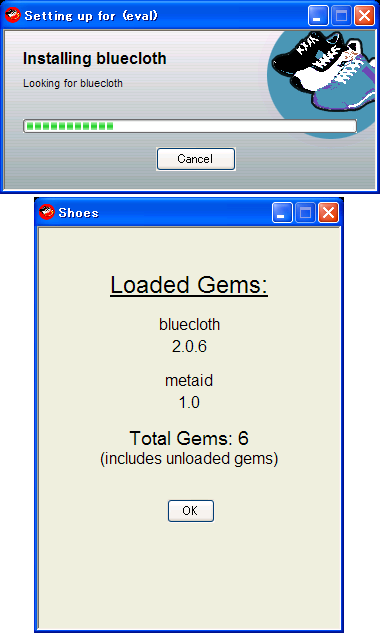 Setting up for (eval)
Installing bluecloth
Looking for bluecloth
Cancel
Shoes
Loaded Gems:
bluecloth
2.0.6
metaid
1.0
Total Gems: 6
(includes unloaded gems)
OK